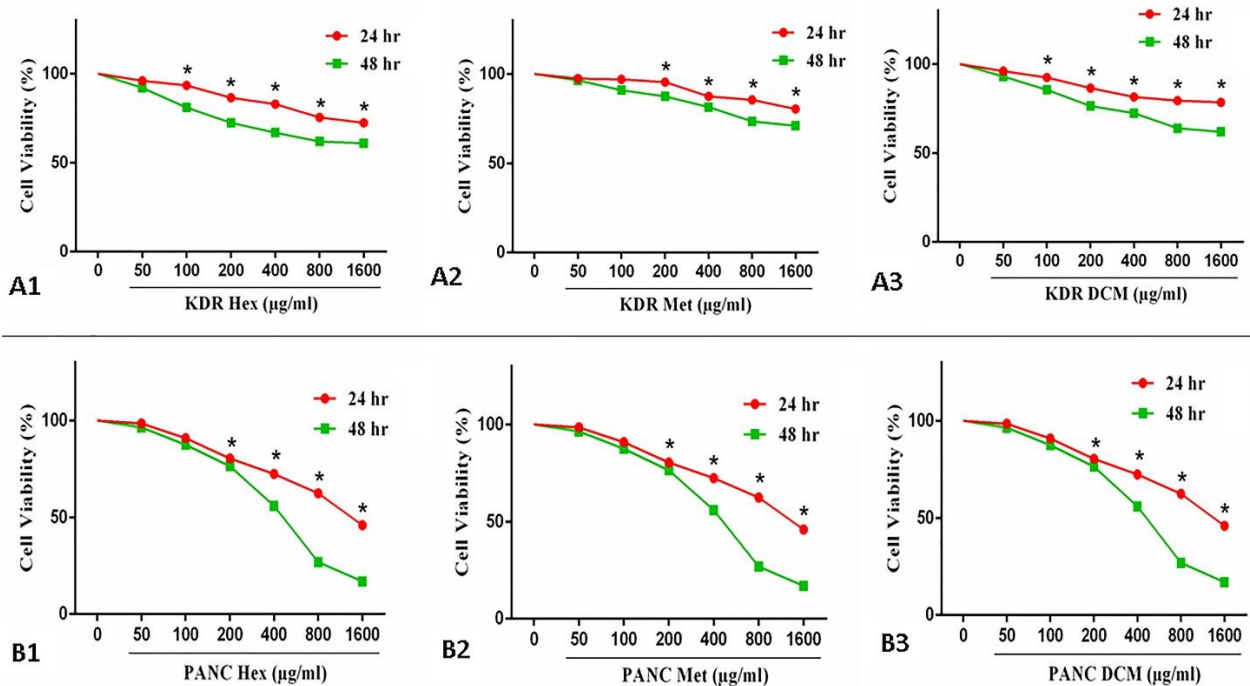 24 hr
48 hr
*
*
*
*
*
Cell Viability (%)
100
50
0
0 50 100 200 400 800 1600
A1
KDR Hex (µg/ml)
24 hr
48 hr
*
*
*
*
Cell Viability (%)
100
50
0
0 50 100 200 400 800 1600
A2
KDR Met (µg/ml)
24 hr
48 hr
*
*
*
*
*
Cell Viability (%)
100
50
0
0 50 100 200 400 800 1600
A3
KDR DCM (µg/ml)
24 hr
48 hr
*
*
*
*
Cell Viability (%)
100
50
0
0 50 100 200 400 800 1600
B1
PANC Hex (µg/ml)
24 hr
48 hr
*
*
*
*
Cell Viability (%)
100
50
0
0 50 100 200 400 800 1600
B2
PANC Met (µg/ml)
24 hr
48 hr
*
*
*
*
Cell Viability (%)
100
50
0
0 50 100 200 400 800 1600
B3
PANC DCM (µg/ml)